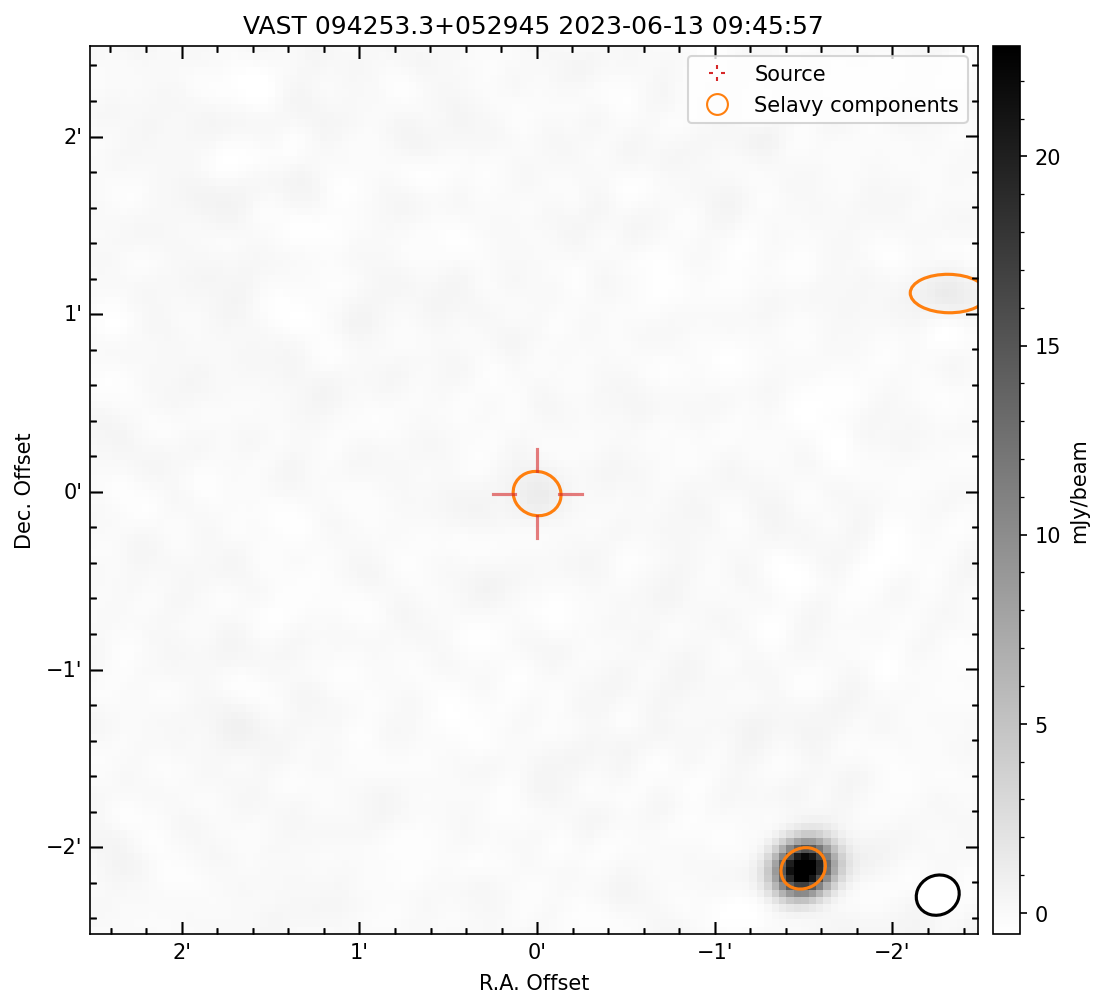 VAST 094253.3+052945 2023-06-13 09:45:57
Source
Selavy components
2'
1'
0'
−1'
−2'
Dec. Offset
2'
1'
0'
−1'
−2'
R.A. Offset
20
15
10
5
0
mJy/beam